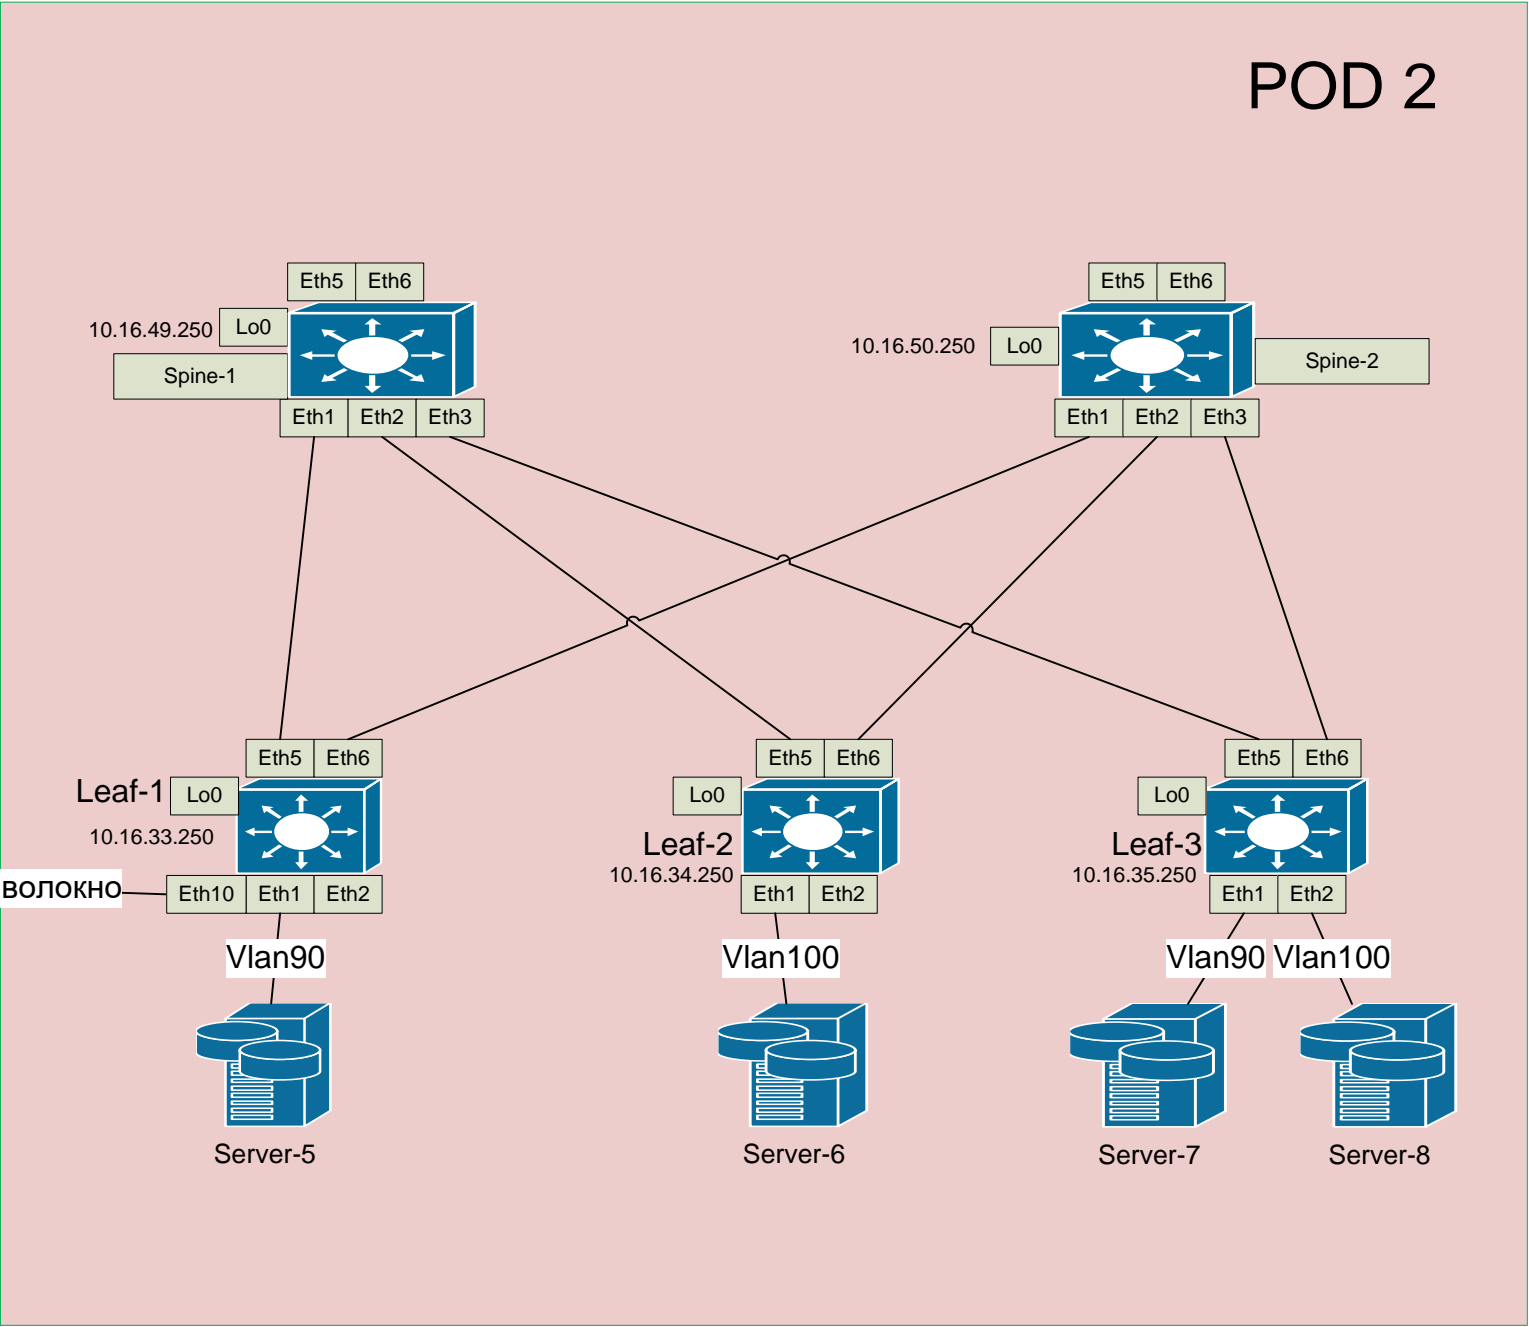 POD 2
Eth5 Eth6
Eth5 Eth6
10.16.49.250 Lo0
Spine-1
10.16.50.250 Lo0
Spine-2
Eth1 Eth2 Eth3
Eth1 Eth2 Eth3
Eth5 Eth6
Eth5 Eth6
Eth5 Eth6
Leaf-1 Lo0
10.16.33.250
Lo0
Leaf-2
10.16.34.250
Lo0
Leaf-3
10.16.35.250
волокно
Eth10 Eth1 Eth2
Eth1 Eth2
Eth1 Eth2
Vlan90
Vlan100
Vlan90
Vlan100
Server-5
Server-6
Server-7
Server-8